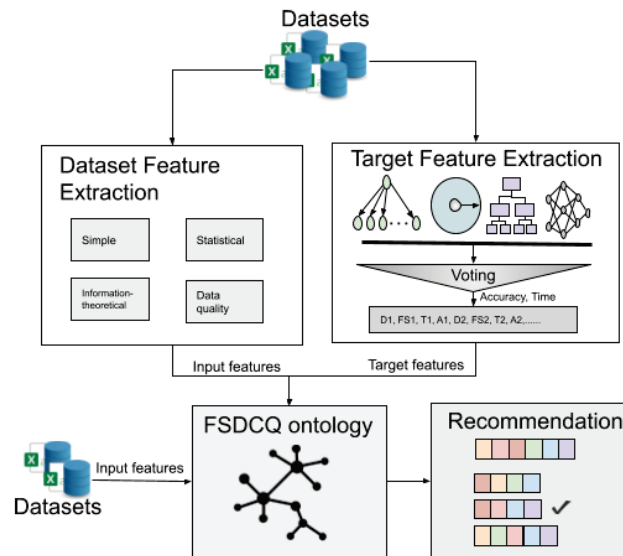 Datasets
Dataset Feature
Extraction
Simple
Statistical
Information-
theoretical
Data
quality
Target Feature Extraction
Voting
Accuracy, Time
D1, FS1, T1, A1, D2, FS2, T2, A2,......
Input features
Target features
FSDCQ ontology
Recommendation
Input features
Datasets